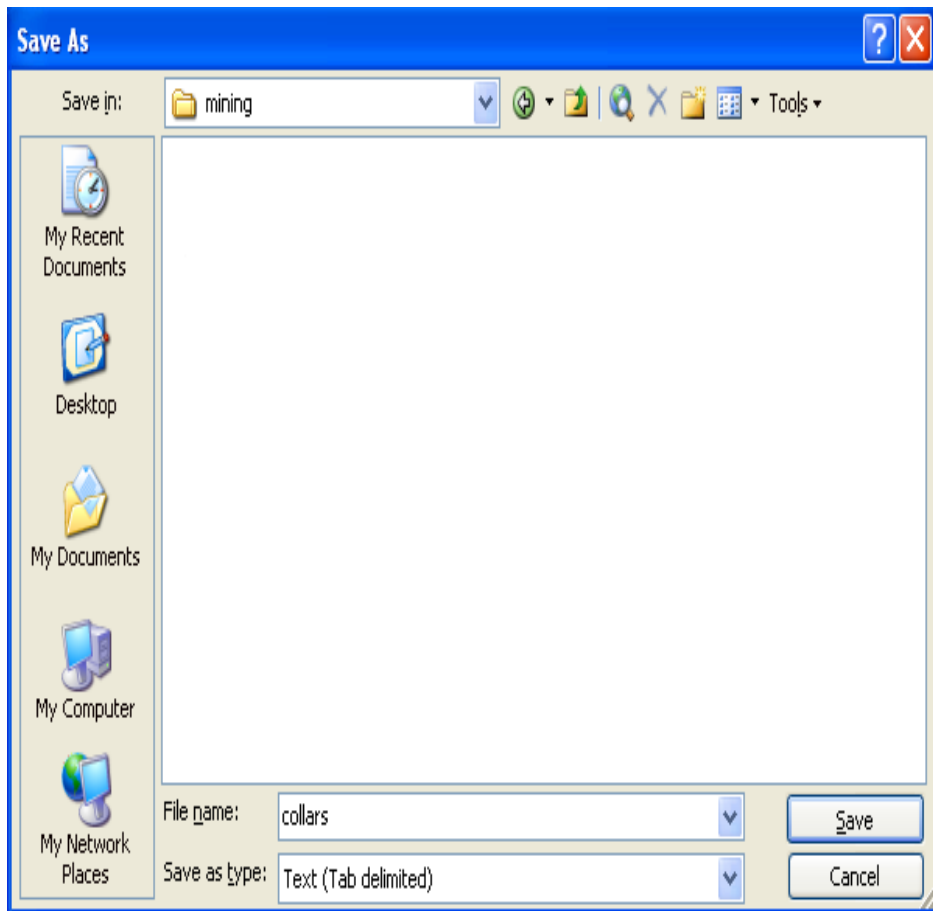 Save As
Save in:
mining
Tools
My Recent
Documents
Desktop
My Documents
My Computer
My Network
Places
File name:
collars
Save
Save as type:
Text (Tab delimited)
Cancel